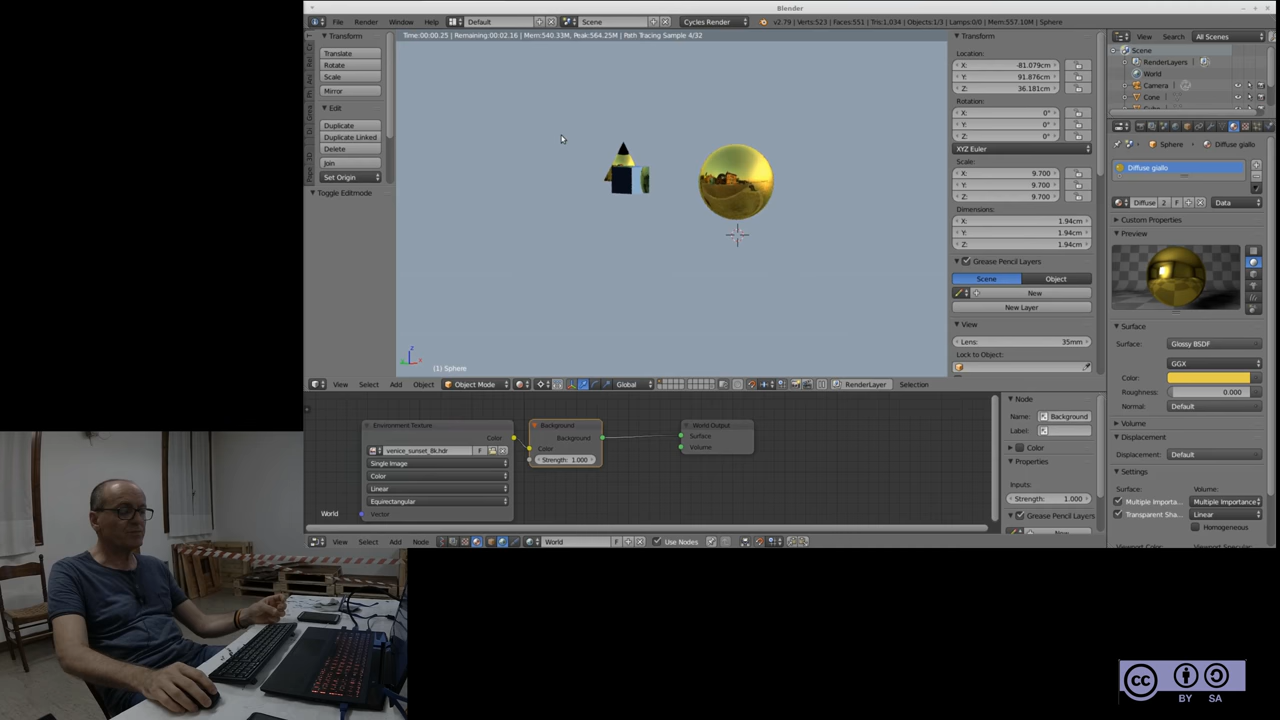 Blender
File Render Window Help Default Scene Cycles Render v2.79 | Verts:523 | Faces:551 | Tris:1.034 | Objects:1/3 | Lamps:0/0 | Mem:557.10M | Sphere
Time:00:00.25 | Remaining:00:02.16 | Mem:540.33M, Peak:564.25M | Path Tracing Sample 4/32
Transform
Translate
Rotate
Scale
Mirror
Edit
Duplicate
Duplicate Linked
Delete
Join
Set Origin
Toggle Editmode
(1) Sphere
View Select Add Object Object Mode Global RenderLayer Selection
Transform
Location:
X: -81.079cm
Y: 91.876cm
Z: 36.181cm
Rotation:
X: 0°
Y: 0°
Z: 0°
XYZ Euler
Scale:
X: 9.700
Y: 9.700
Z: 9.700
Dimensions:
X: 1.94cm
Y: 1.94cm
Z: 1.94cm
Grease Pencil Layers
Scene Object
New
New Layer
View
Lens: 35mm
Lock to Object:
View Search All Scenes
Scene
RenderLayers
World
Camera
Cone
Sphere Diffuse giallo
Diffuse giallo
Diffuse 2 F Data
Custom Properties
Preview
Surface
Surface: Glossy BSDF
GGX
Color:
Roughness: 0.000
Normal: Default
Volume
Displacement
Displacement: Default
Settings
Surface: Volume:
Multiple Importa... Multiple Importance
Transparent Sha... Linear
Homogeneous
Viewport Color: Viewport Specular:
Environment Texture
Color
venice_sunset_8k.hdr F
Single Image
Color
Linear
Equirectangular
Vector
Background
Background
Color
Strength: 1.000
World Output
Surface
Volume
World
Node
Name: Background
Label:
Color
Properties
Inputs:
Strength: 1.000
Grease Pencil Layers
View Select Add Node World F Use Nodes
cc BY SA